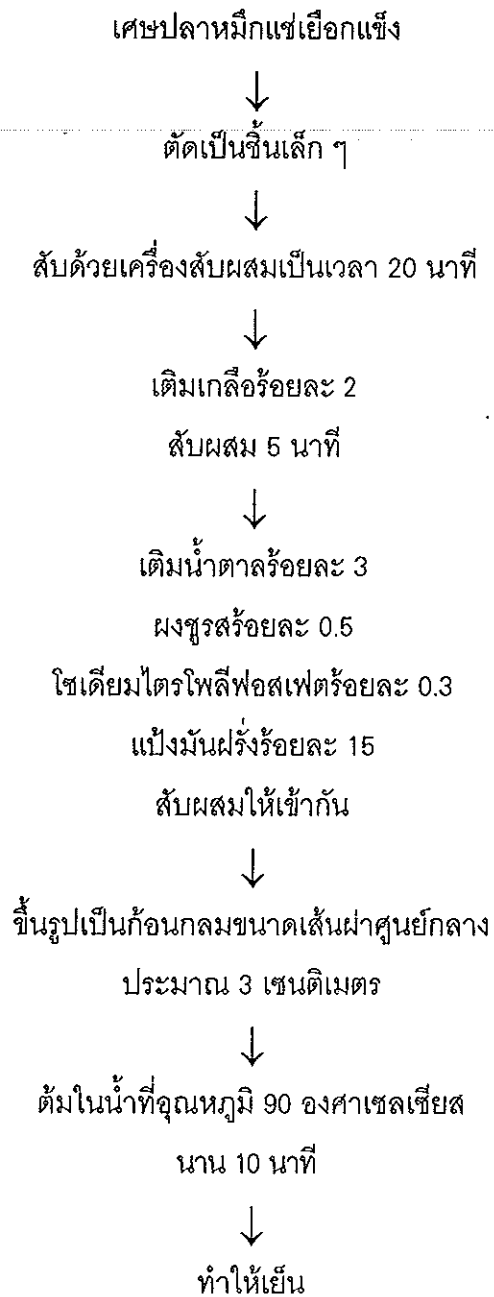 เศษปลาหมึกแช่เยือกแข็ง
↓
ตัดเป็นชิ้นเล็ก ๆ
↓
สับด้วยเครื่องสับผสมเป็นเวลา 20 นาที
↓
เติมเกลือร้อยละ 2
สับผสม 5 นาที
↓
เติมน้ำตาลร้อยละ 3
ผงชูรสร้อยละ 0.5
โซเดียมไตรโพลีฟอสเฟตร้อยละ 0.3
แป้งมันฝรั่งร้อยละ 15
สับผสมให้เข้ากัน
↓
ขึ้นรูปเป็นก้อนกลมขนาดเส้นผ่าศูนย์กลาง
ประมาณ 3 เซนติเมตร
↓
ต้มในน้ำที่อุณหภูมิ 90 องศาเซลเซียส
นาน 10 นาที
↓
ทำให้เย็น